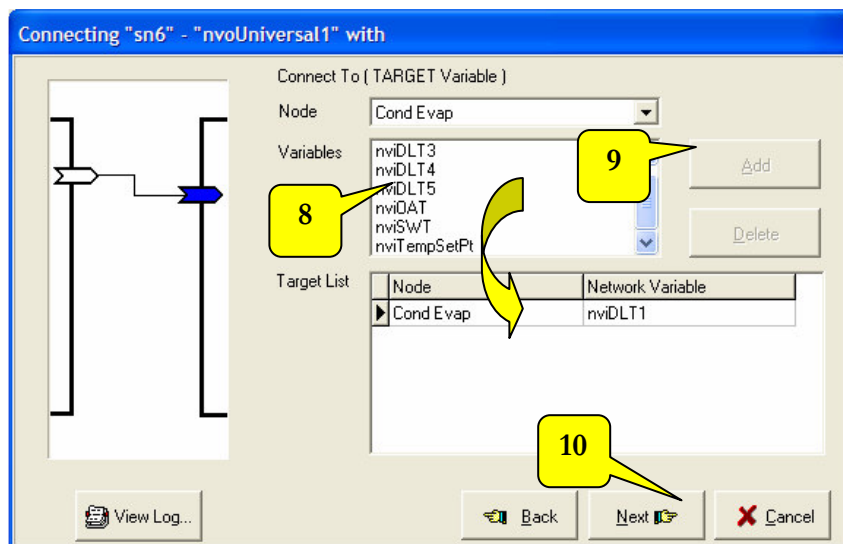 Connecting "sn6" - "nvoUniversal1" with
Connect To ( TARGET Variable )
Node Cond Evap
Variables
nviDLT3
nviDLT4
nviDLT5
nviOAT
nviSWT
nviTempSetPt
8
9
Add
Delete
Target List
Node Network Variable
Cond Evap nviDLT1
10
View Log... Back Next Cancel